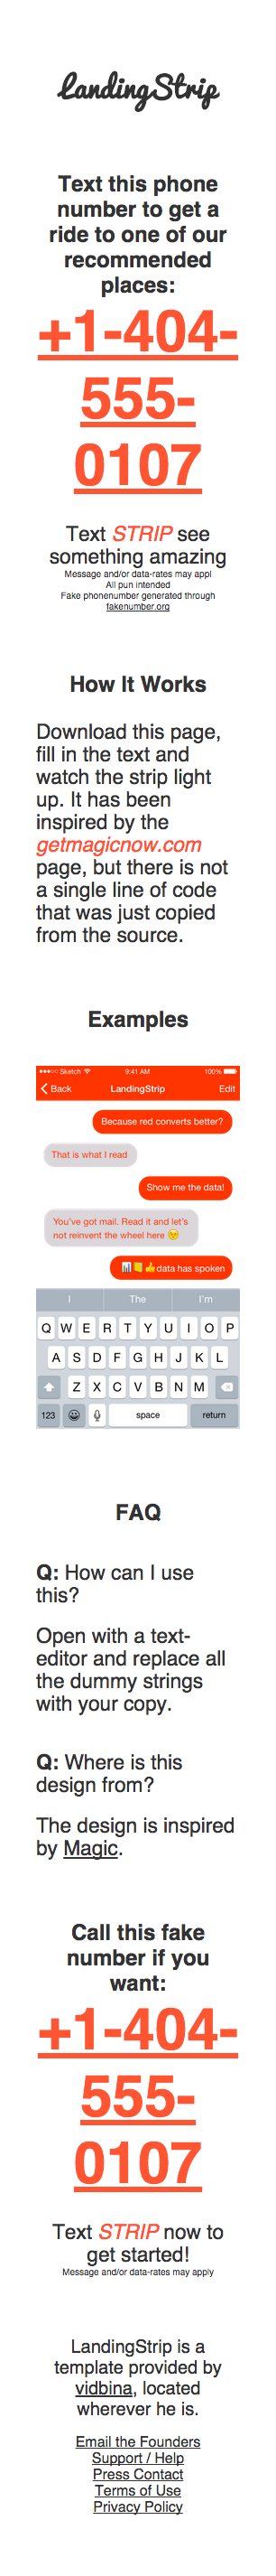 LandingStrip
Text this phone
number to get a
ride to one of our
recommended
places:
+1-404-
555-
0107
Text STRIP see
something amazing
Message and/or data-rates may appl
All pun intended
Fake phonenumber generated through
fakenumber.org
How It Works
Download this page,
fill in the text and
watch the strip light
up. It has been
inspired by the
getmagicnow.com
page, but there is not
a single line of code
that was just copied
from the source.
Examples
Sketch 9:41 AM 100%
Back LandingStrip Edit
Because red converts better?
That is what I read
Show me the data!
You've got mail. Read it and let's
not reinvent the wheel here 😉
📊📒👍data has spoken
I The I'm
Q W E R T Y U I O P
A S D F G H J K L
Z X C V B N M
123 space return
FAQ
Q: How can I use
this?
Open with a text-
editor and replace all
the dummy strings
with your copy.
Q: Where is this
design from?
The design is inspired
by Magic.
Call this fake
number if you
want:
+1-404-
555-
0107
Text STRIP now to
get started!
Message and/or data-rates may apply
LandingStrip is a
template provided by
vidbina, located
wherever he is.
Email the Founders
Support / Help
Press Contact
Terms of Use
Privacy Policy